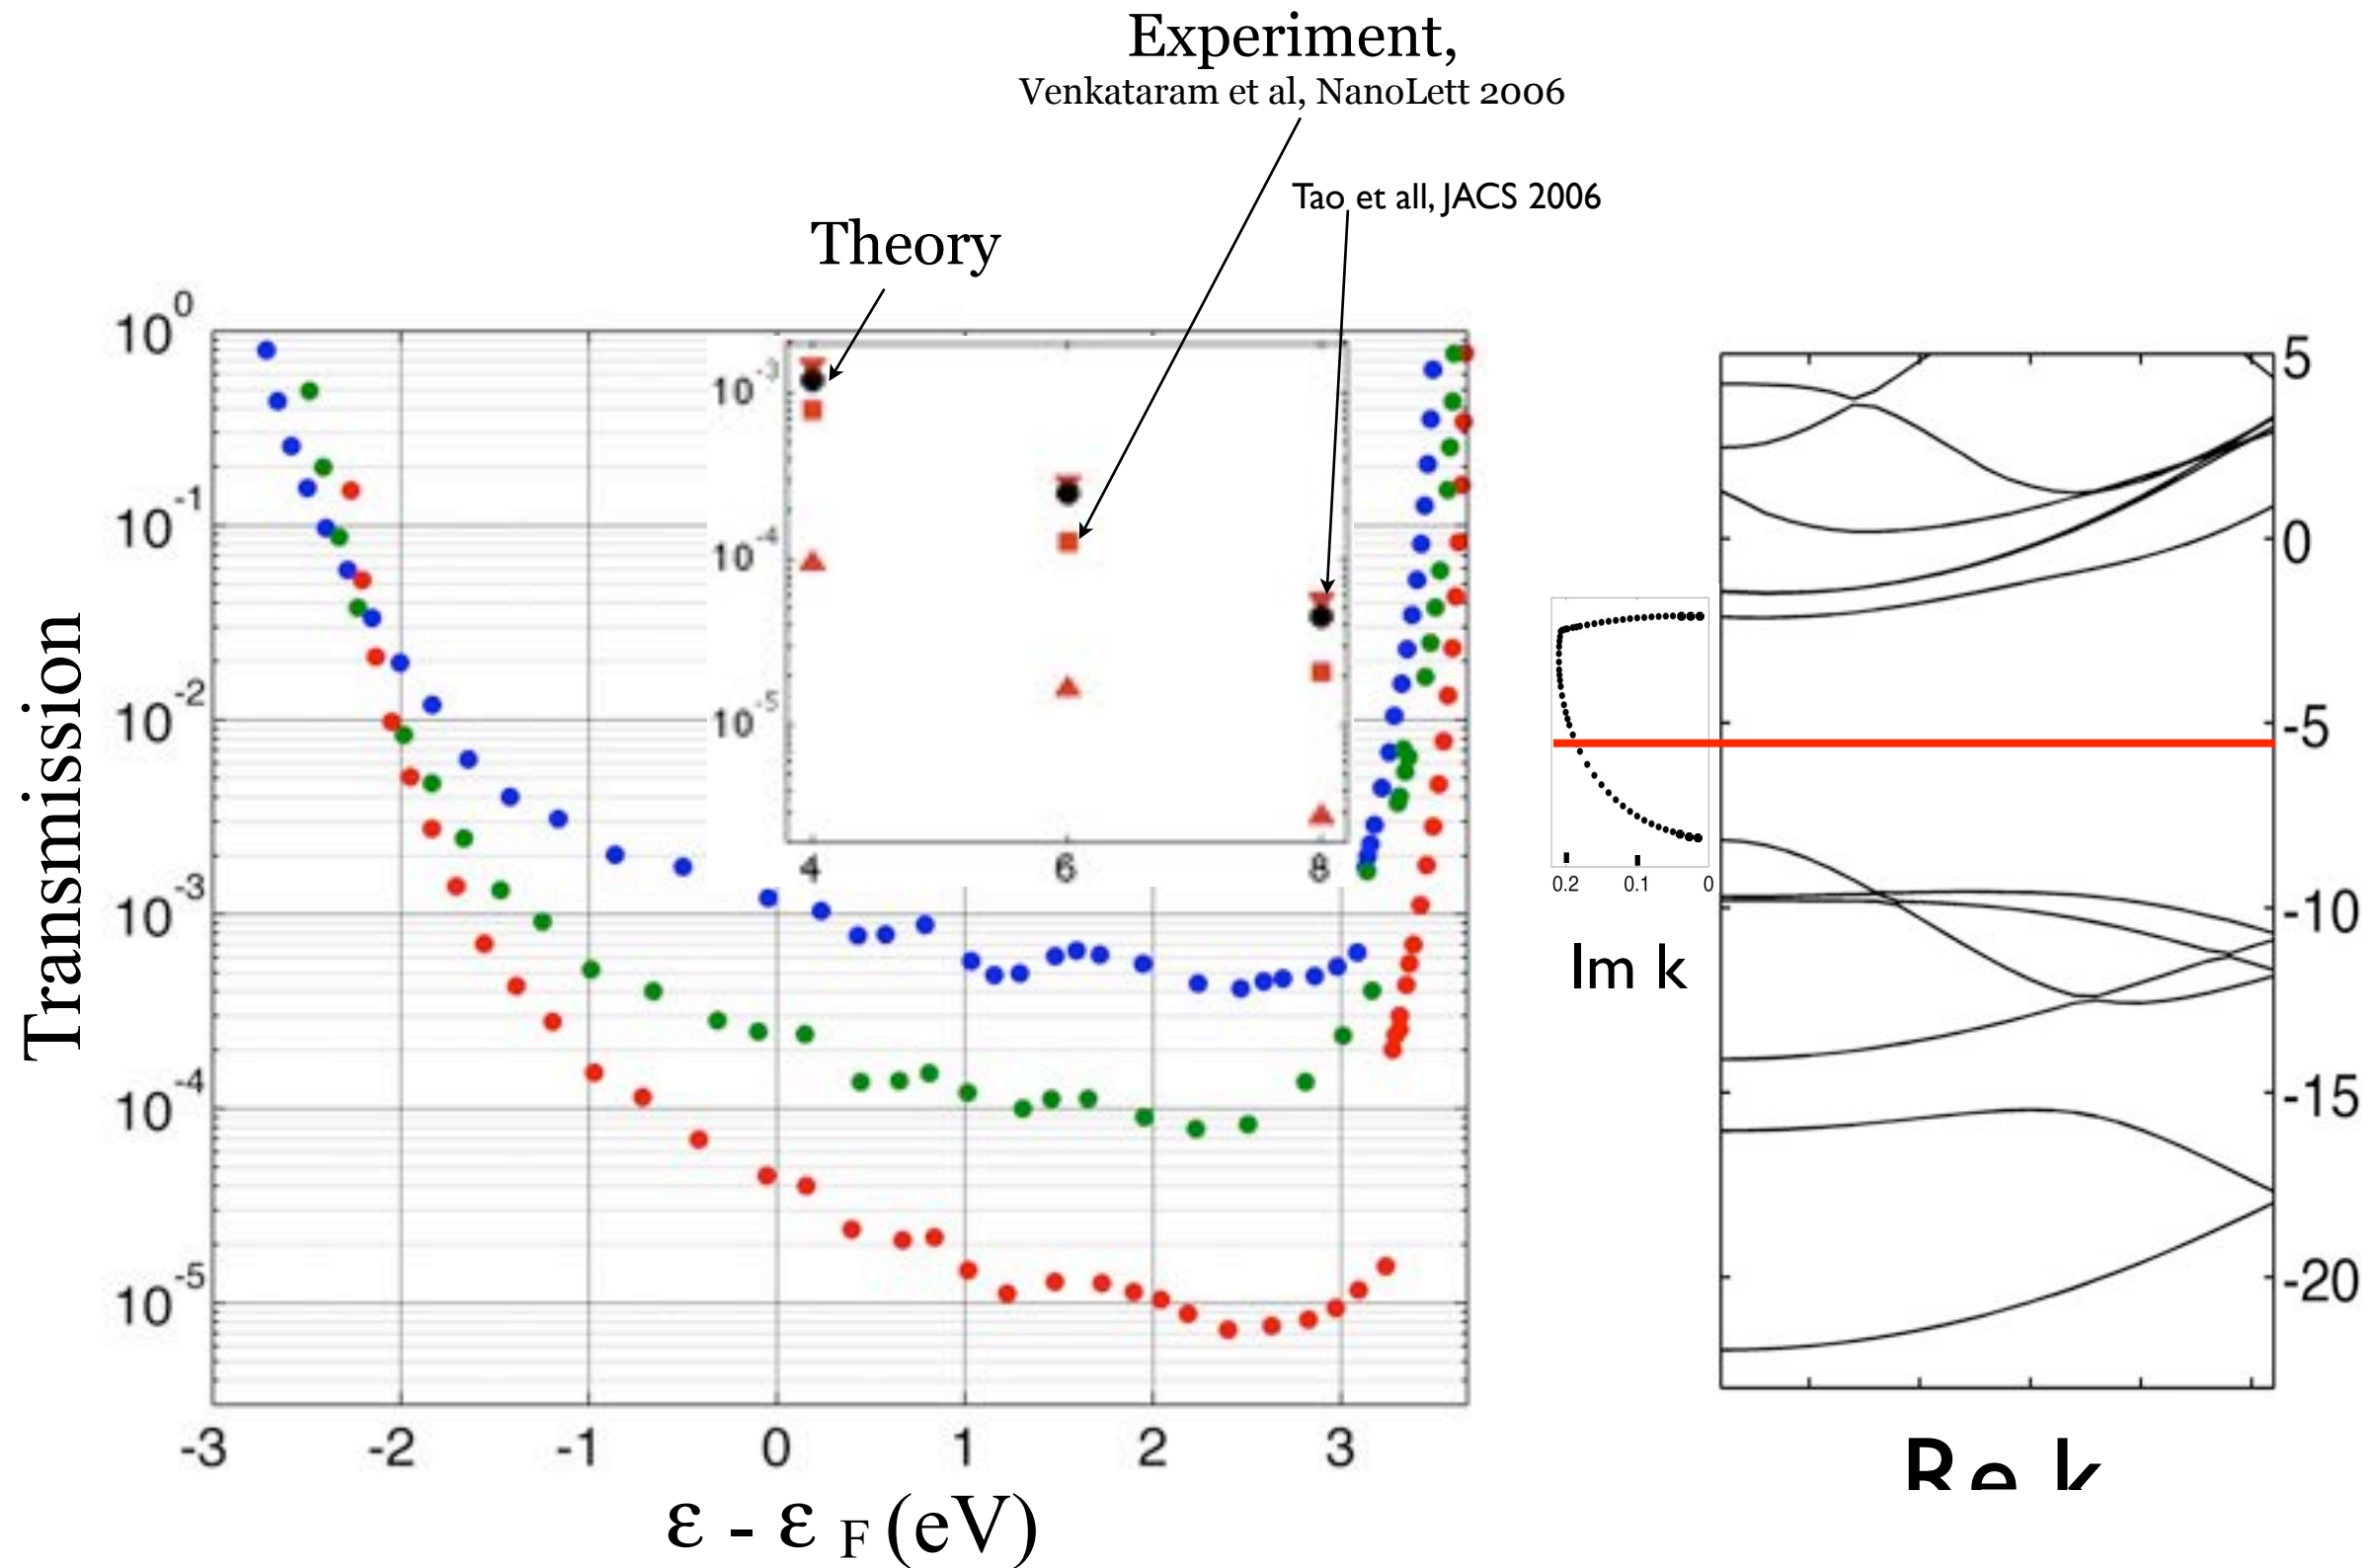 Experiment,
Venkataram et al, NanoLett 2006
Tao et all, JACS 2006
Theory
Transmission
10^0
10^-1
10^-2
10^-3
10^-4
10^-5
-3 -2 -1 0 1 2 3
ε - ε F (eV)
10^-3
10^-4
10^-5
4 6 8
0.2 0.1 0
Im k
5
0
-5
-10
-15
-20
Re k